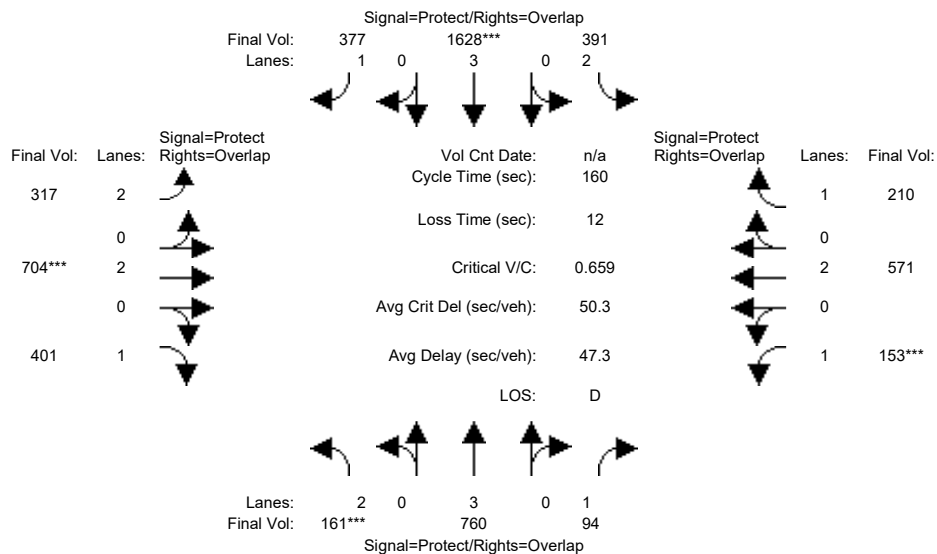 Signal=Protect/Rights=Overlap
Final Vol: 377 1628*** 391
Lanes: 1 0 3 0 2
Signal=Protect
Final Vol: Lanes: Rights=Overlap
317 2
0
704*** 2
0
401 1
Vol Cnt Date: n/a
Cycle Time (sec): 160
Loss Time (sec): 12
Critical V/C: 0.659
Avg Crit Del (sec/veh): 50.3
Avg Delay (sec/veh): 47.3
LOS: D
Signal=Protect
Rights=Overlap Lanes: Final Vol:
1 210
0
2 571
0
1 153***
Lanes: 2 0 3 0 1
Final Vol: 161*** 760 94
Signal=Protect/Rights=Overlap